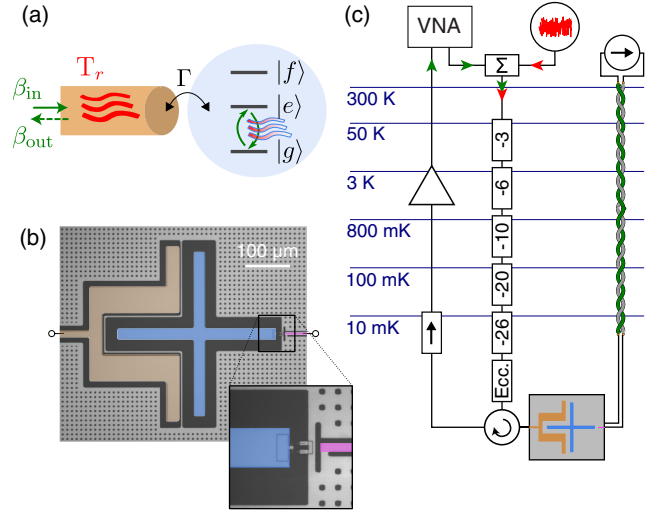 (a)
T_r
Γ
β_in
β_out
|f⟩
|e⟩
|g⟩
(b)
100 μm
(c)
VNA
Σ
300 K
50 K
-3
3 K
-6
800 mK
-10
100 mK
-20
10 mK
-26
Ecc.